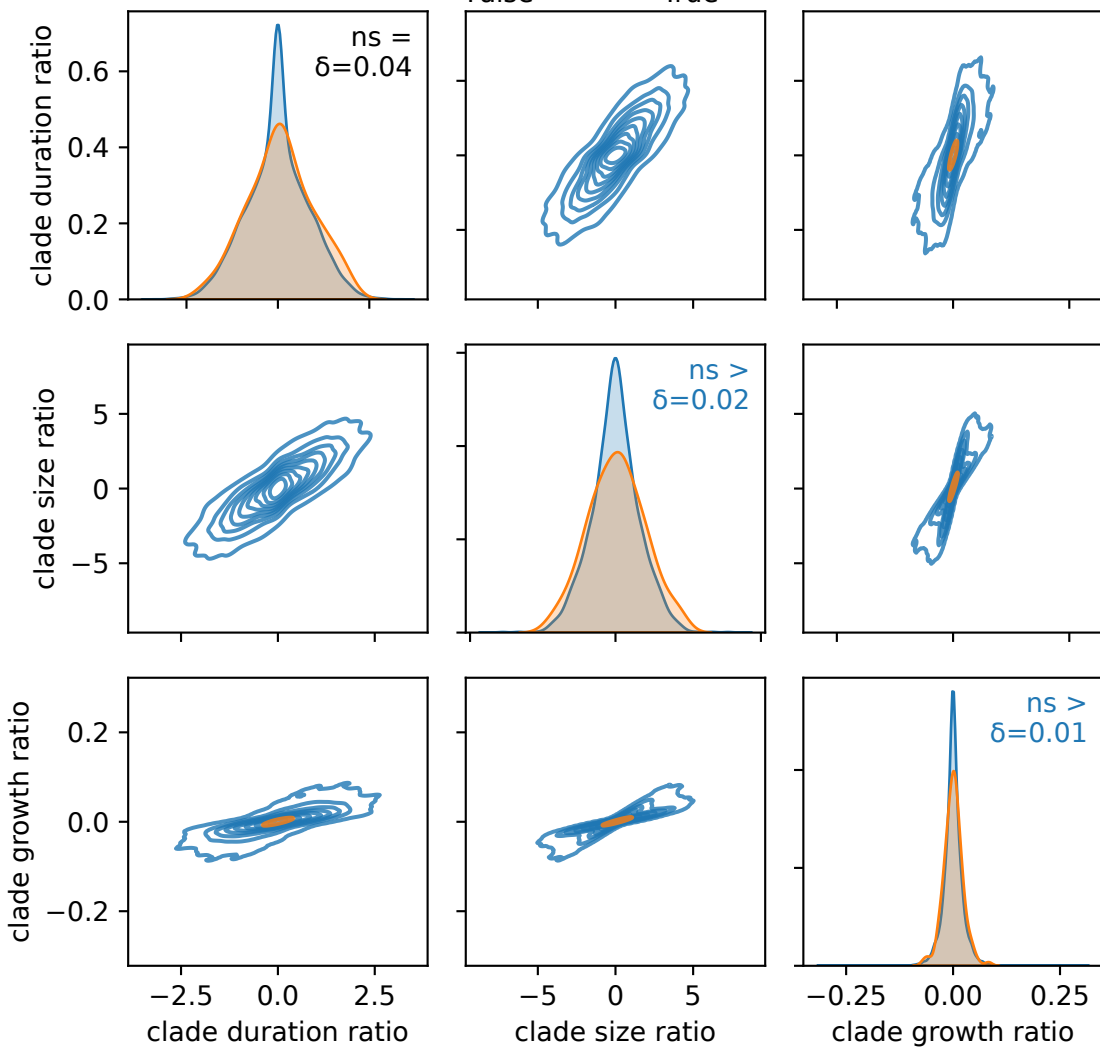 clade duration ratio
0.6
0.4
0.2
0.0
ns =
δ=0.04
clade size ratio
5
0
−5
ns >
δ=0.02
clade growth ratio
0.2
0.0
−0.2
ns >
δ=0.01
−2.5 0.0 2.5
−5 0 5
−0.25 0.00 0.25
clade duration ratio
clade size ratio
clade growth ratio